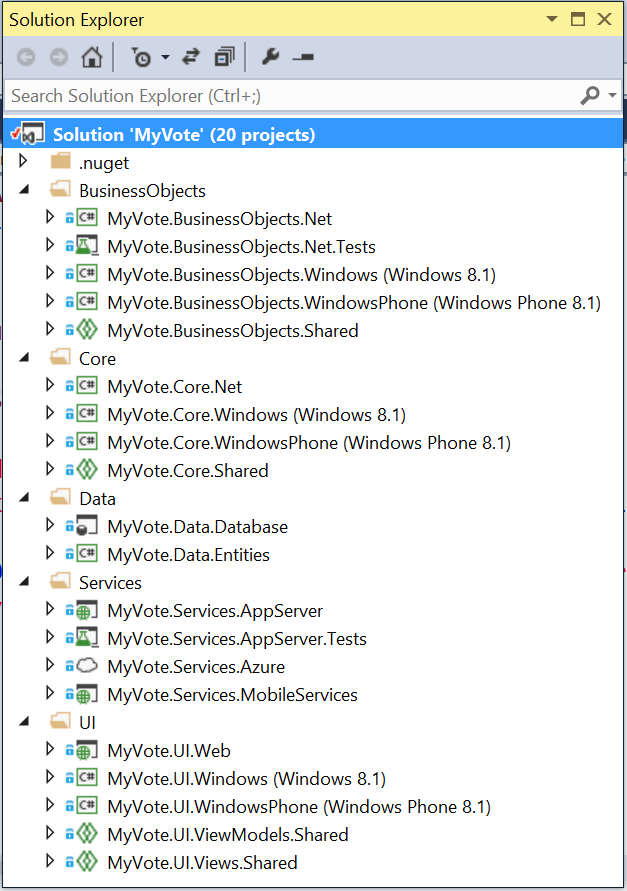 Solution Explorer
Search Solution Explorer (Ctrl+;)
Solution 'MyVote' (20 projects)
.nuget
BusinessObjects
C# MyVote.BusinessObjects.Net
MyVote.BusinessObjects.Net.Tests
C# MyVote.BusinessObjects.Windows (Windows 8.1)
C# MyVote.BusinessObjects.WindowsPhone (Windows Phone 8.1)
MyVote.BusinessObjects.Shared
Core
C# MyVote.Core.Net
C# MyVote.Core.Windows (Windows 8.1)
C# MyVote.Core.WindowsPhone (Windows Phone 8.1)
MyVote.Core.Shared
Data
MyVote.Data.Database
C# MyVote.Data.Entities
Services
MyVote.Services.AppServer
MyVote.Services.AppServer.Tests
MyVote.Services.Azure
MyVote.Services.MobileServices
UI
MyVote.UI.Web
C# MyVote.UI.Windows (Windows 8.1)
C# MyVote.UI.WindowsPhone (Windows Phone 8.1)
MyVote.UI.ViewModels.Shared
MyVote.UI.Views.Shared